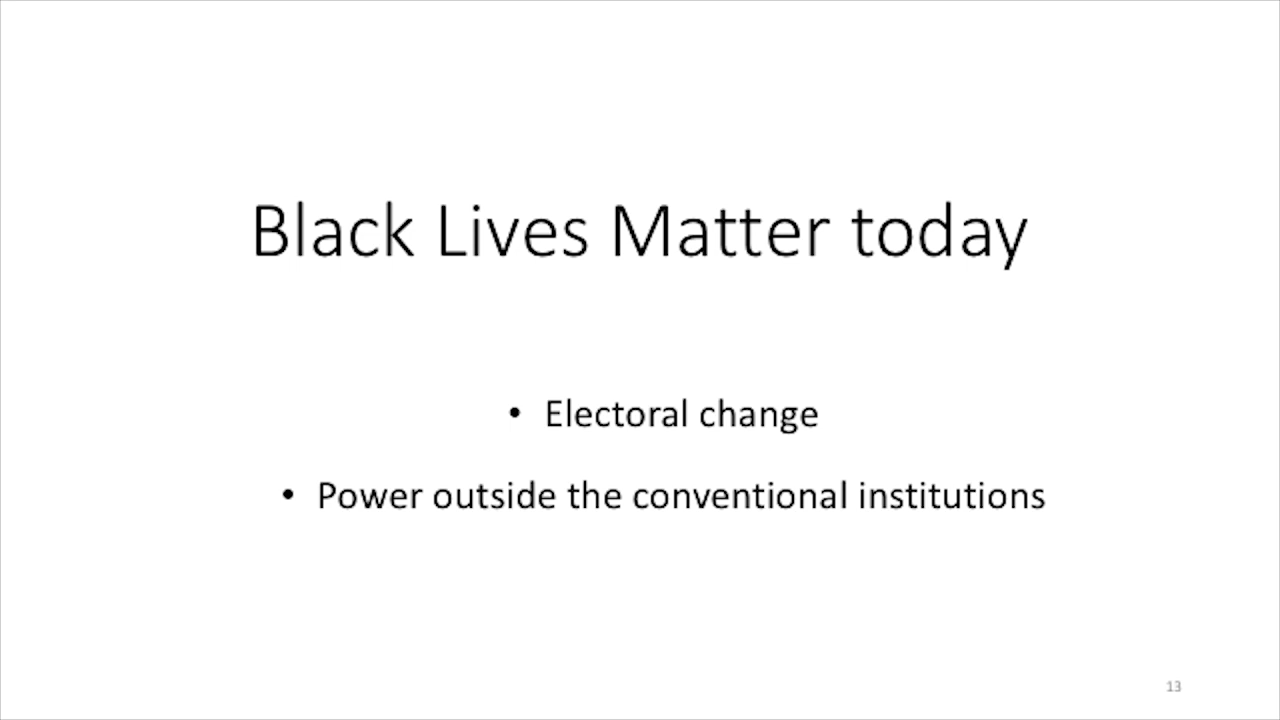 Black Lives Matter today
• Electoral change
• Power outside the conventional institutions
13